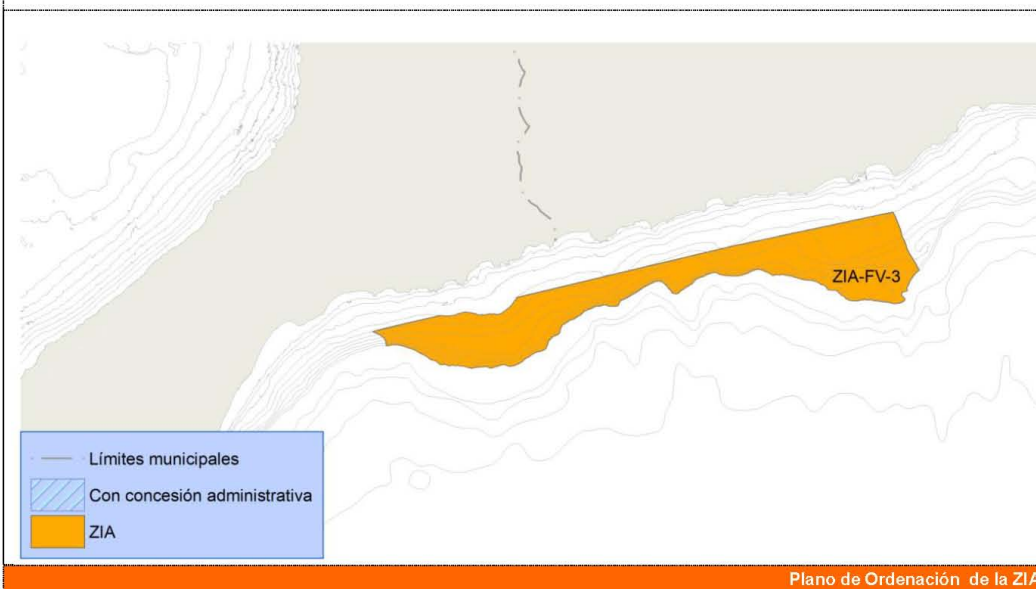 ZIA-FV-3
Límites municipales
Con concesión administrativa
ZIA
Plano de Ordenación de la ZIA